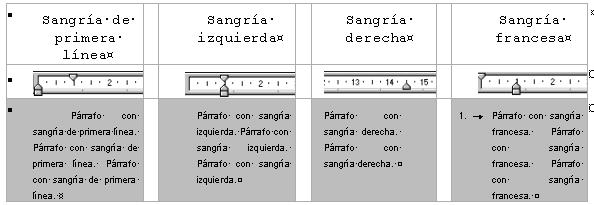 Sangría de
primera
línea¤
Sangría
izquierda¤
Sangría
derecha¤
Sangría
francesa¤
1 2
1 2
13 14 15
1 2
Párrafo con
sangría de primera línea.
Párrafo con sangría de
primera línea. Párrafo
con sangría de primera
línea.¤
Párrafo con sangría
izquierda. Párrafo con
sangría izquierda.
Párrafo con sangría
izquierda.¤
Párrafo con
sangría derecha.
Párrafo con
sangría derecha.¤
1. → Párrafo con sangría
francesa. Párrafo
con sangría
francesa. Párrafo
con sangría
francesa.¤